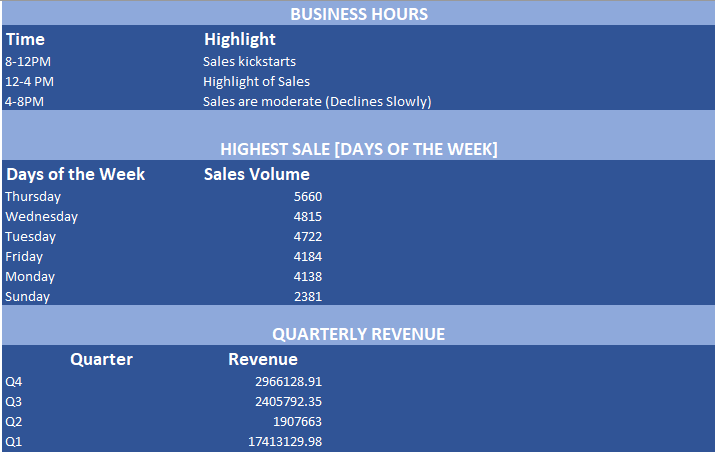 BUSINESS HOURS
Time Highlight
8-12PM Sales kickstarts
12-4 PM Highlight of Sales
4-8PM Sales are moderate (Declines Slowly)
HIGHEST SALE [DAYS OF THE WEEK]
Days of the Week Sales Volume
Thursday 5660
Wednesday 4815
Tuesday 4722
Friday 4184
Monday 4138
Sunday 2381
QUARTERLY REVENUE
Quarter Revenue
Q4 2966128.91
Q3 2405792.35
Q2 1907663
Q1 17413129.98